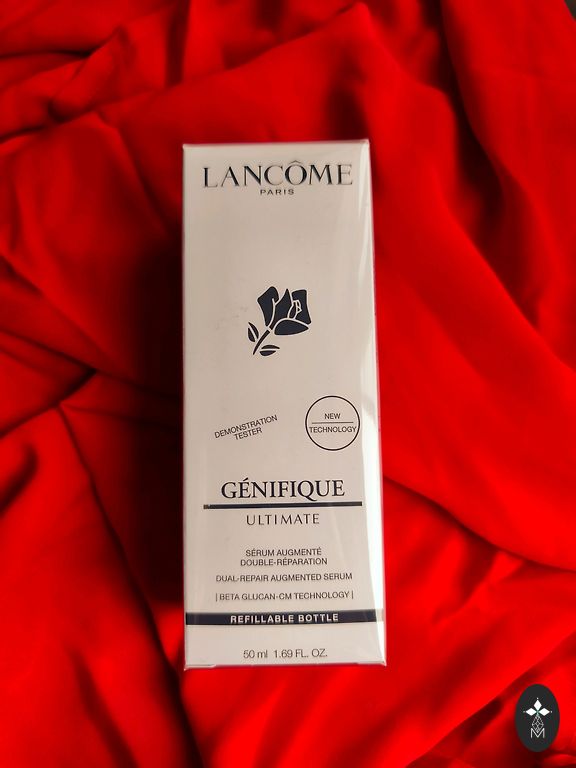 LANCÔME
PARIS
DEMONSTRATION
TESTER
NEW
TECHNOLOGY
GÉNIFIQUE
ULTIMATE
SÉRUM AUGMENTÉ
DOUBLE-RÉPARATION
DUAL-REPAIR AUGMENTED SERUM
| BETA GLUCAN-CM TECHNOLOGY |
REFILLABLE BOTTLE
50 ml 1.69 FL. OZ.